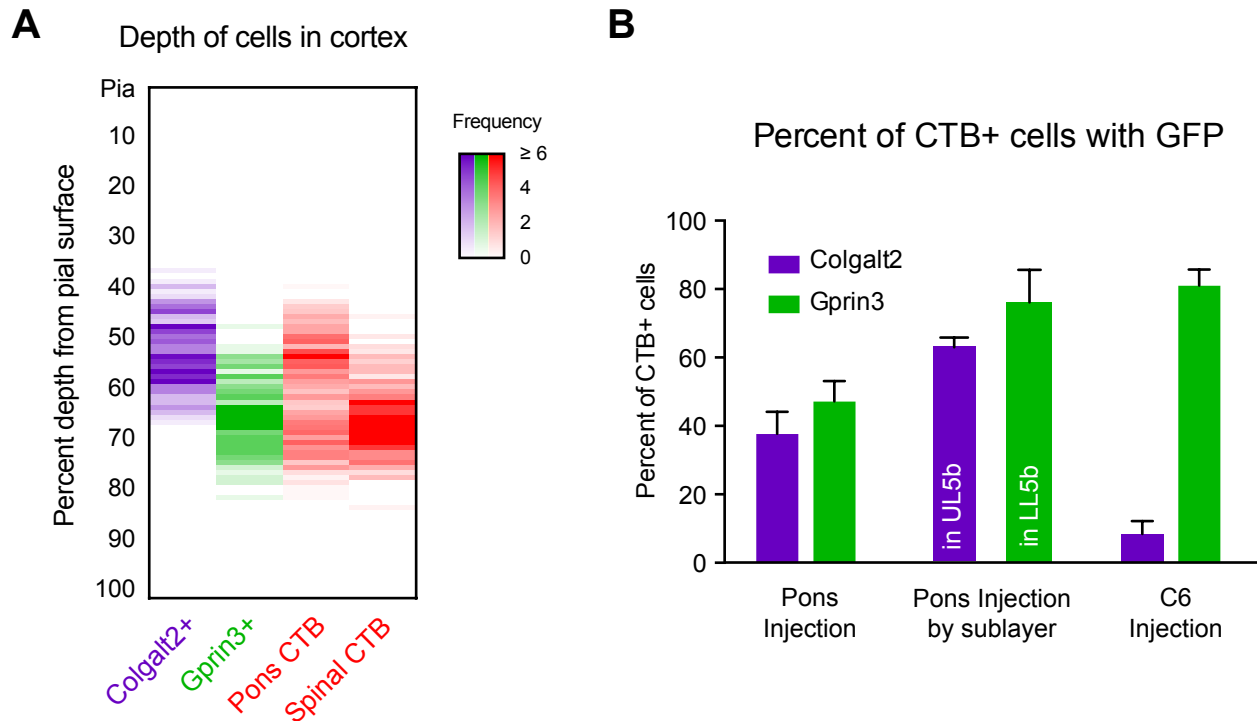 A
Depth of cells in cortex
Pia
10
20
30
40
50
60
70
80
90
100
Percent depth from pial surface
Colgalt2+
Gprin3+
Pons CTB
Spinal CTB
Frequency
≥ 6
4
2
0
B
Percent of CTB+ cells with GFP
100
80
60
40
20
0
Percent of CTB+ cells
Colgalt2
Gprin3
in UL5b
in LL5b
Pons
Injection
Pons Injection
by sublayer
C6
Injection